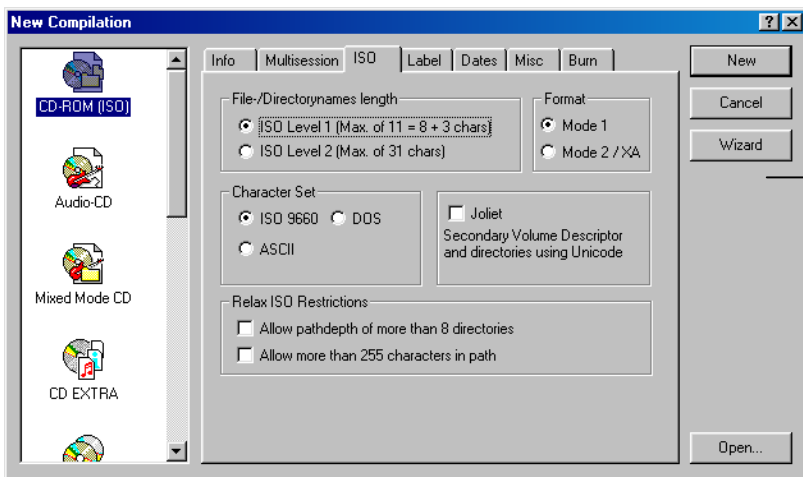 New Compilation
CD-ROM (ISO)
Audio-CD
Mixed Mode CD
CD EXTRA
Info Multisession ISO Label Dates Misc Burn
File-/Directorynames length
ISO Level 1 (Max. of 11 = 8 + 3 chars)
ISO Level 2 (Max. of 31 chars)
Format
Mode 1
Mode 2 / XA
Character Set
ISO 9660 DOS
ASCII
Joliet
Secondary Volume Descriptor
and directories using Unicode
Relax ISO Restrictions
Allow pathdepth of more than 8 directories
Allow more than 255 characters in path
New
Cancel
Wizard
Open...